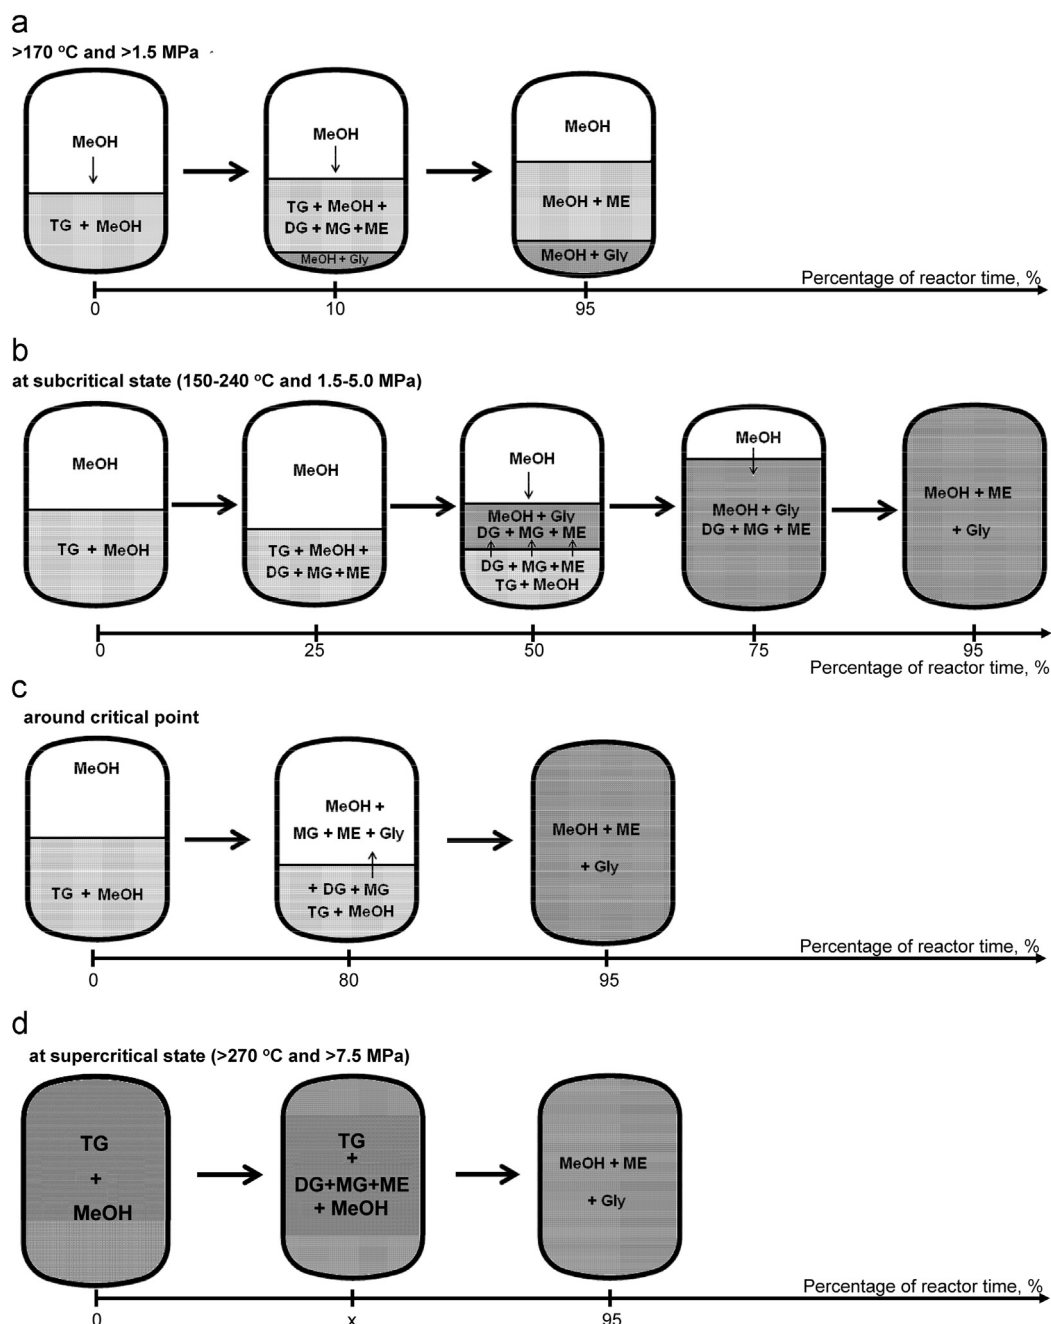 a
>170 °C and >1.5 MPa
MeOH
TG + MeOH
MeOH
TG + MeOH +
DG + MG + ME
MeOH + Gly
MeOH
MeOH + ME
MeOH + Gly
Percentage of reactor time, %
0
10
95
b
at subcritical state (150-240 °C and 1.5-5.0 MPa)
MeOH
TG + MeOH
MeOH
TG + MeOH +
DG + MG + ME
MeOH
MeOH + Gly
DG + MG + ME
DG + MG + ME
TG + MeOH
MeOH
MeOH + Gly
DG + MG + ME
MeOH + ME
+ Gly
0
25
50
75
95
Percentage of reactor time, %
c
around critical point
MeOH
TG + MeOH
MeOH +
MG + ME + Gly
+ DG + MG
TG + MeOH
MeOH + ME
+ Gly
Percentage of reactor time, %
0
80
95
d
at supercritical state (>270 °C and >7.5 MPa)
TG
+
MeOH
TG
+
DG+MG+ME
+ MeOH
MeOH + ME
+ Gly
Percentage of reactor time, %
0
x
95